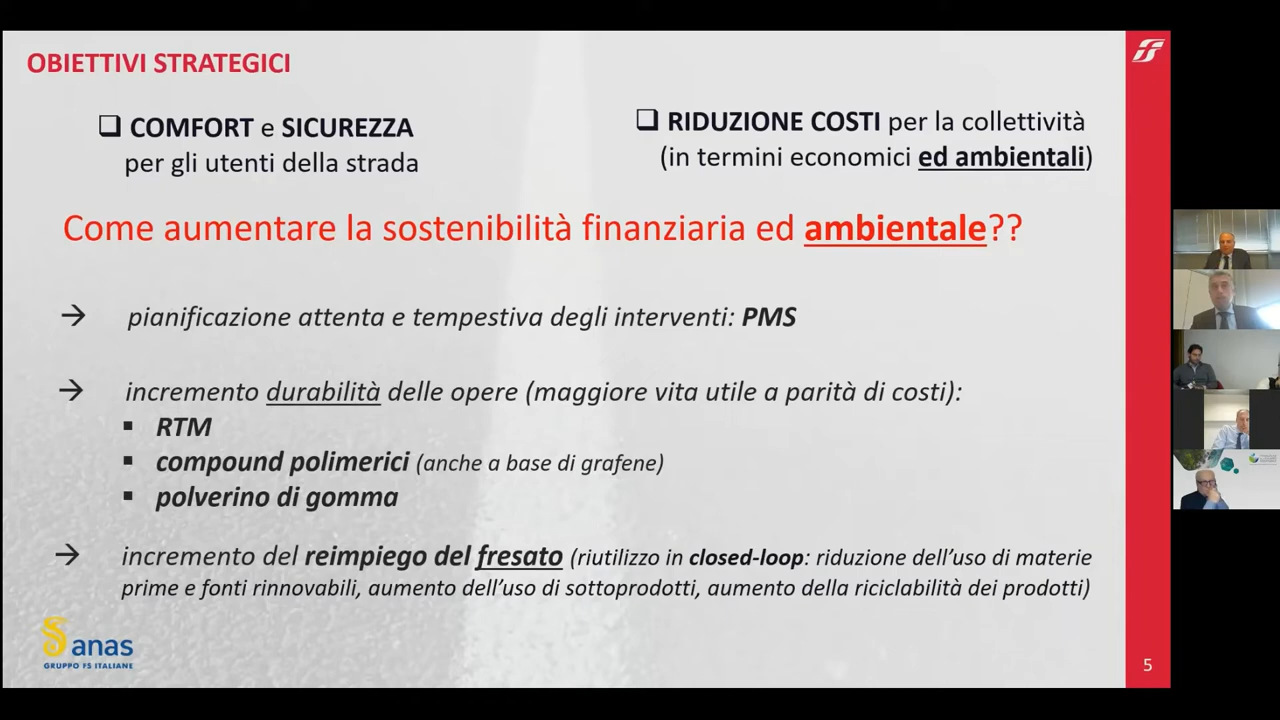 OBIETTIVI STRATEGICI
❑ COMFORT e SICUREZZA
per gli utenti della strada
❑ RIDUZIONE COSTI per la collettività
(in termini economici ed ambientali)
Come aumentare la sostenibilità finanziaria ed ambientale??
→ pianificazione attenta e tempestiva degli interventi: PMS
→ incremento durabilità delle opere (maggiore vita utile a parità di costi):
▪ RTM
▪ compound polimerici (anche a base di grafene)
▪ polverino di gomma
→ incremento del reimpiego del fresato (riutilizzo in closed-loop: riduzione dell'uso di materie
prime e fonti rinnovabili, aumento dell'uso di sottoprodotti, aumento della riciclabilità dei prodotti)
anas
GRUPPO FS ITALIANE
5